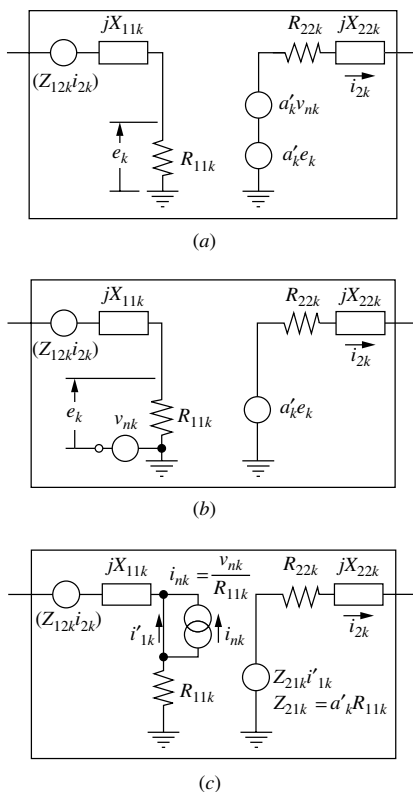 jX₁₁ₖ
(Z₁₂ₖi₂ₖ)
eₖ
R₁₁ₖ
R₂₂ₖ
jX₂₂ₖ
i₂ₖ
a′ₖvₙₖ
a′ₖeₖ
(a)
jX₁₁ₖ
(Z₁₂ₖi₂ₖ)
eₖ
vₙₖ
R₁₁ₖ
R₂₂ₖ
jX₂₂ₖ
i₂ₖ
a′ₖeₖ
(b)
jX₁₁ₖ
(Z₁₂ₖi₂ₖ)
iₙₖ = vₙₖ/R₁₁ₖ
i′₁ₖ
iₙₖ
R₁₁ₖ
R₂₂ₖ
jX₂₂ₖ
i₂ₖ
Z₂₁ₖi′₁ₖ
Z₂₁ₖ = a′ₖR₁₁ₖ
(c)